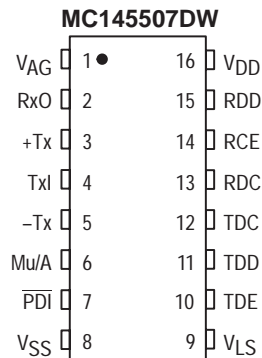 MC145507DW
VAG 1 16 VDD
RxO 2 15 RDD
+Tx 3 14 RCE
TxI 4 13 RDC
–Tx 5 12 TDC
Mu/A 6 11 TDD
PDI 7 10 TDE
VSS 8 9 VLS